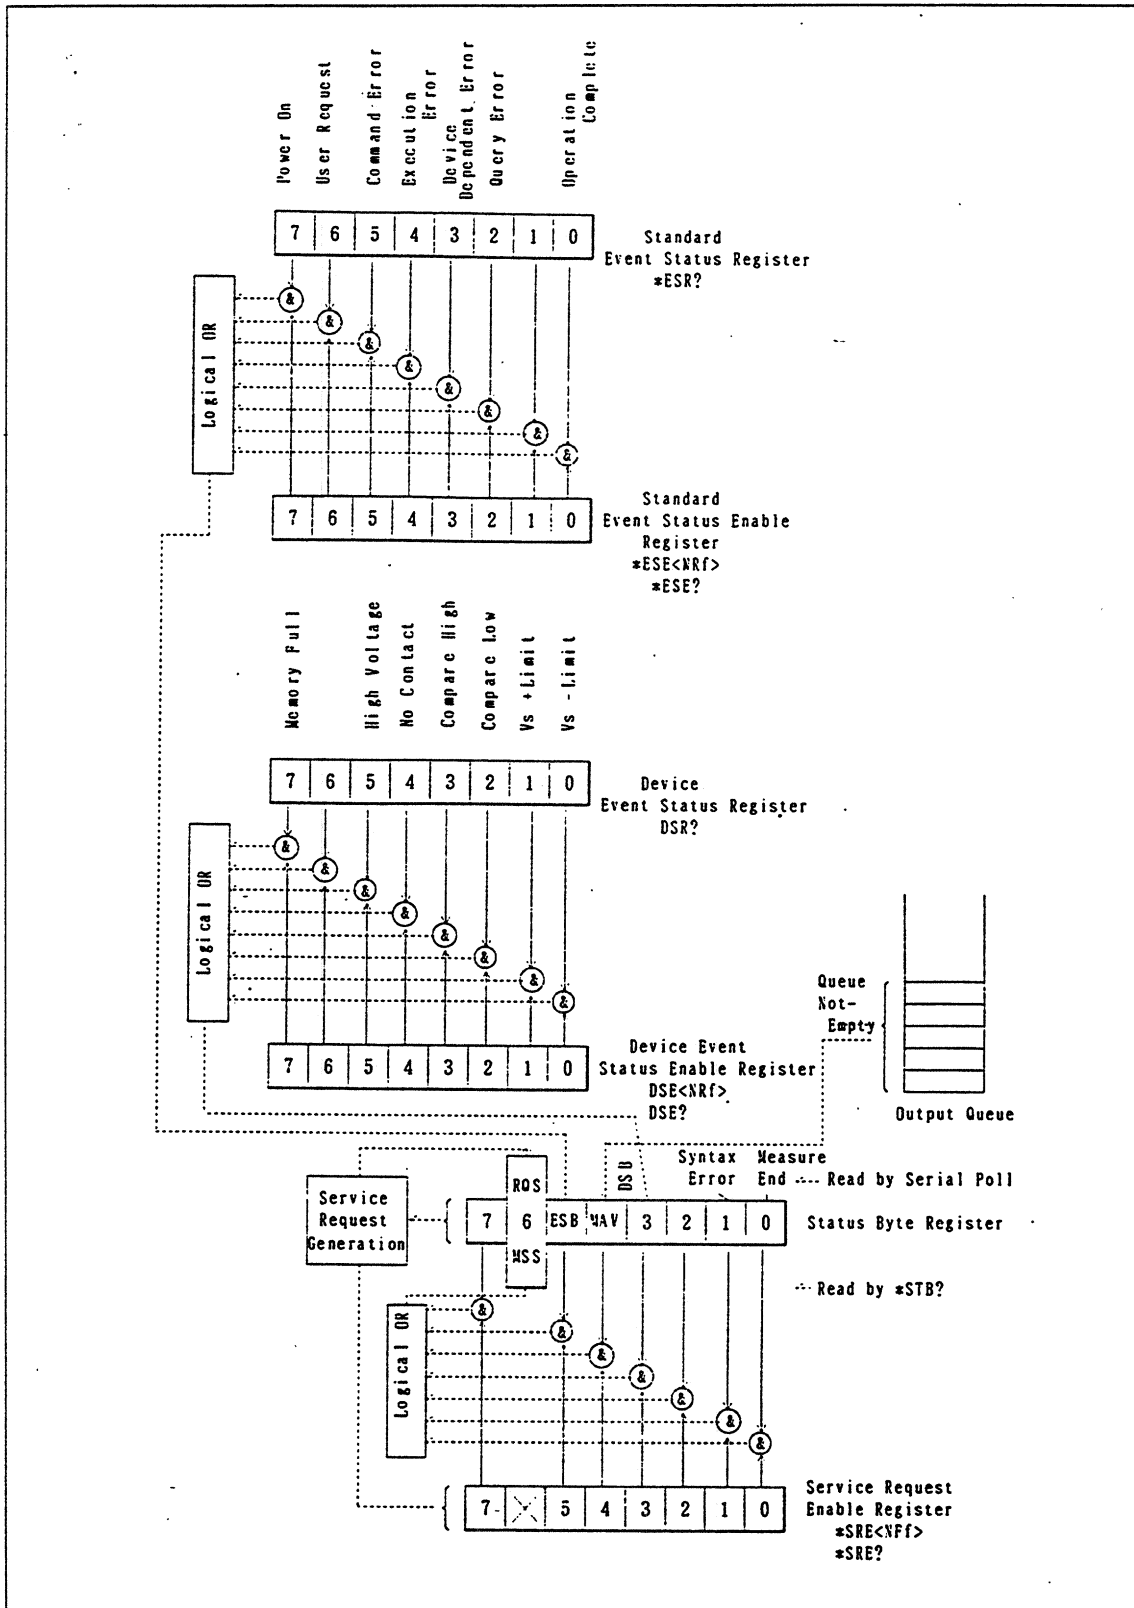 Power On
User Request
Command Error
Execution
Error
Device
Dependent Error
Query Error
Operation
Complete
7 6 5 4 3 2 1 0
Standard
Event Status Register
*ESR?
Logical OR
&
&
&
&
&
&
&
&
7 6 5 4 3 2 1 0
Standard
Event Status Enable
Register
*ESE<NRf>
*ESE?
Memory Full
High Voltage
No Contact
Compare High
Compare Low
Vs +Limit
Vs -Limit
7 6 5 4 3 2 1 0
Device
Event Status Register
DSR?
Logical OR
&
&
&
&
&
&
&
&
7 6 5 4 3 2 1 0
Device Event
Status Enable Register
DSE<NRf>
DSE?
Queue
Not-
Empty
Output Queue
DSB
Syntax
Error
Measure
End
Read by Serial Poll
Service
Request
Generation
RQS
7 6 ESB MAV 3 2 1 0
MSS
Status Byte Register
Read by *STB?
Logical OR
&
&
&
&
&
&
&
7 5 4 3 2 1 0
Service Request
Enable Register
*SRE<NRf>
*SRE?